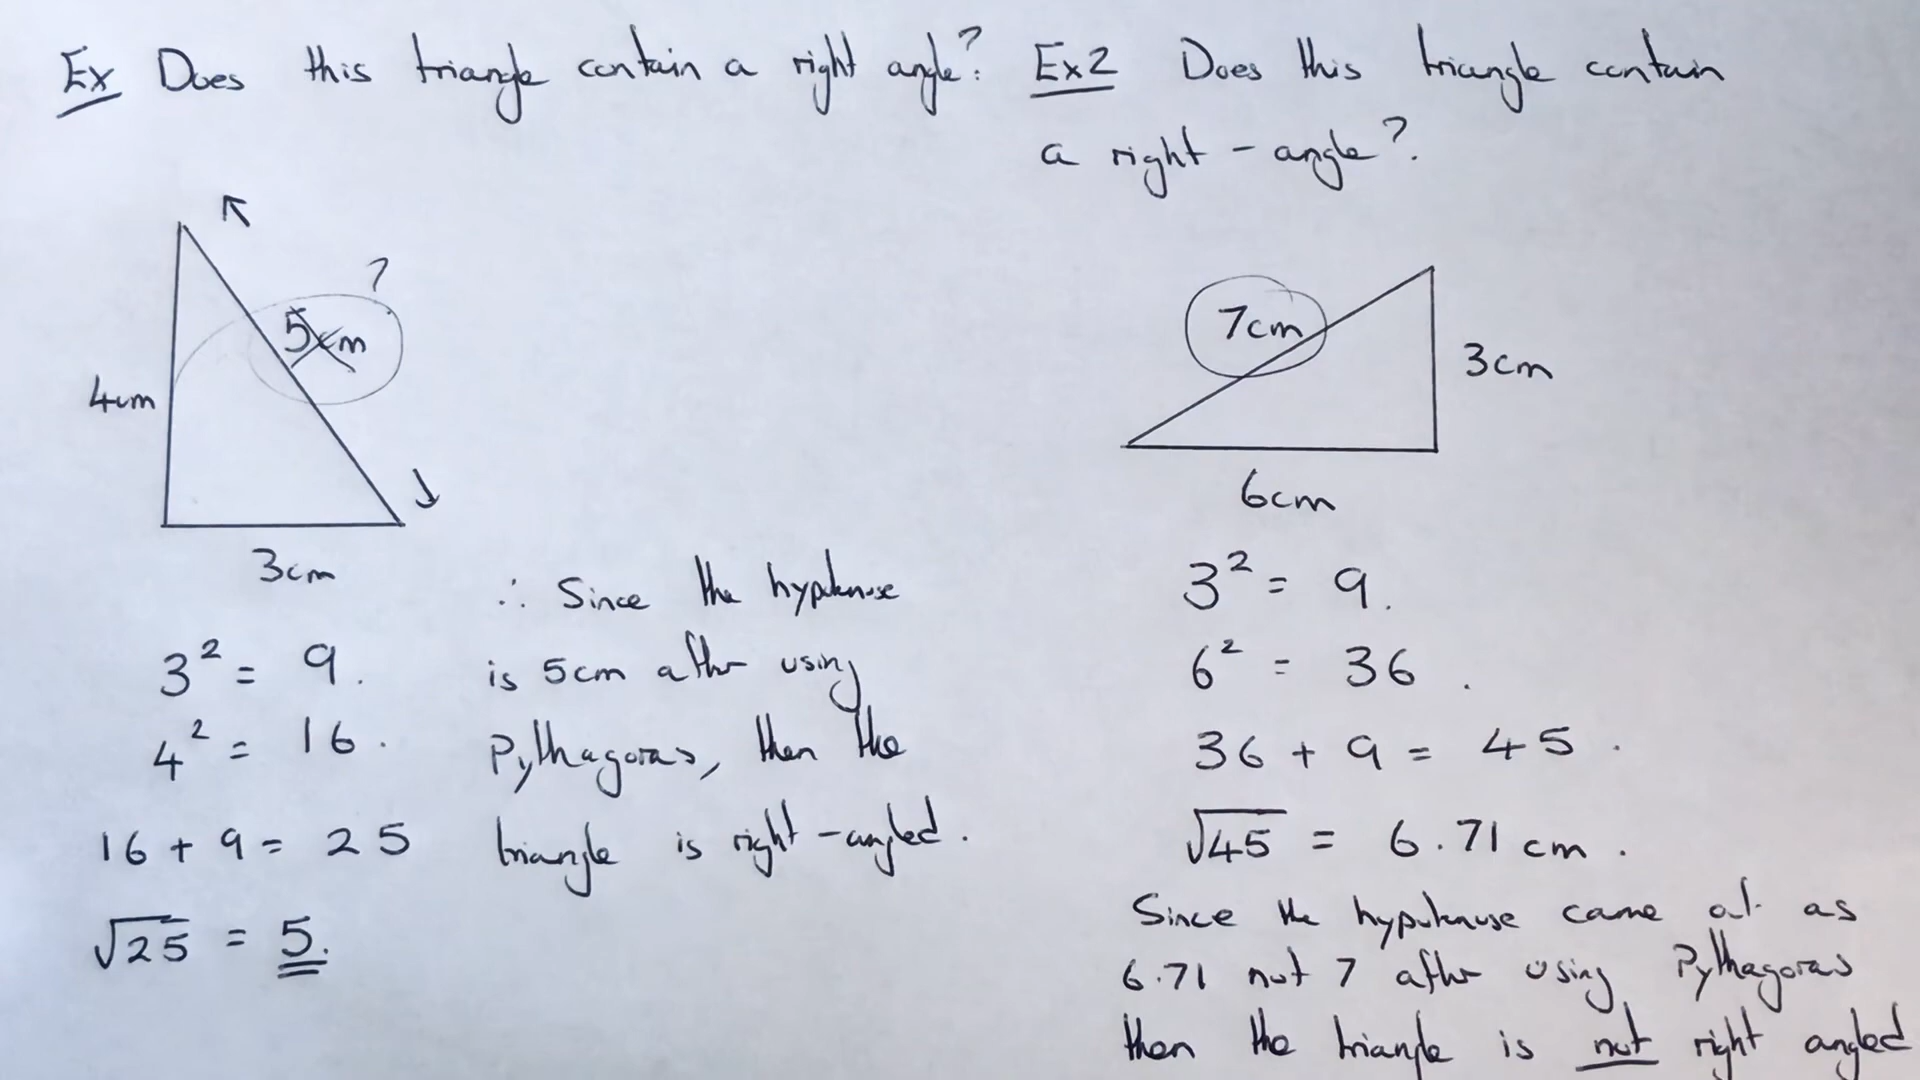 Ex Does this triangle contain a right angle?
4cm
5cm
?
3cm
3² = 9.
4² = 16.
16 + 9 = 25
√25 = 5.
∴ Since the hypotenuse
is 5cm after using
Pythagoras, then the
triangle is right-angled.
Ex2 Does this triangle contain
a right-angle?.
7cm
3cm
6cm
3² = 9.
6² = 36.
36 + 9 = 45.
√45 = 6.71 cm.
Since the hypotenuse came out as
6.71 not 7 after using Pythagoras
then the triangle is not right angled